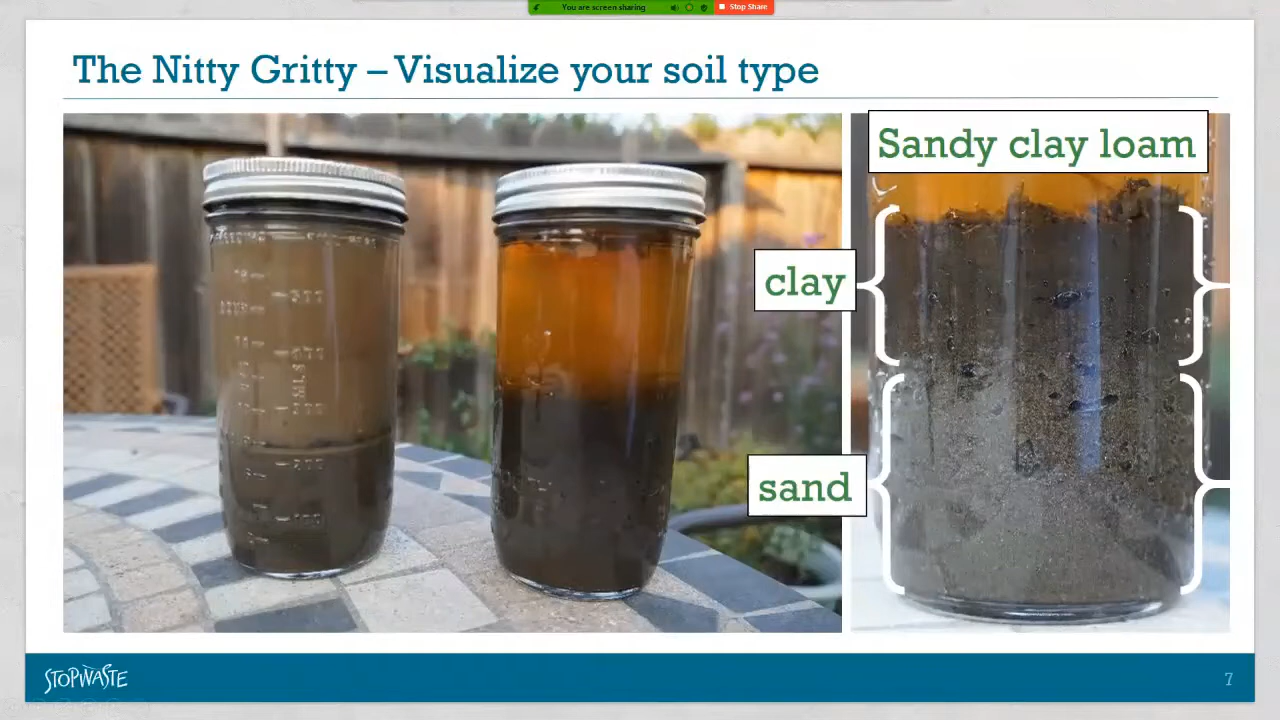 You are screen sharing
Stop Share
The Nitty Gritty – Visualize your soil type
Sandy clay loam
clay
sand
STOPWASTE
7